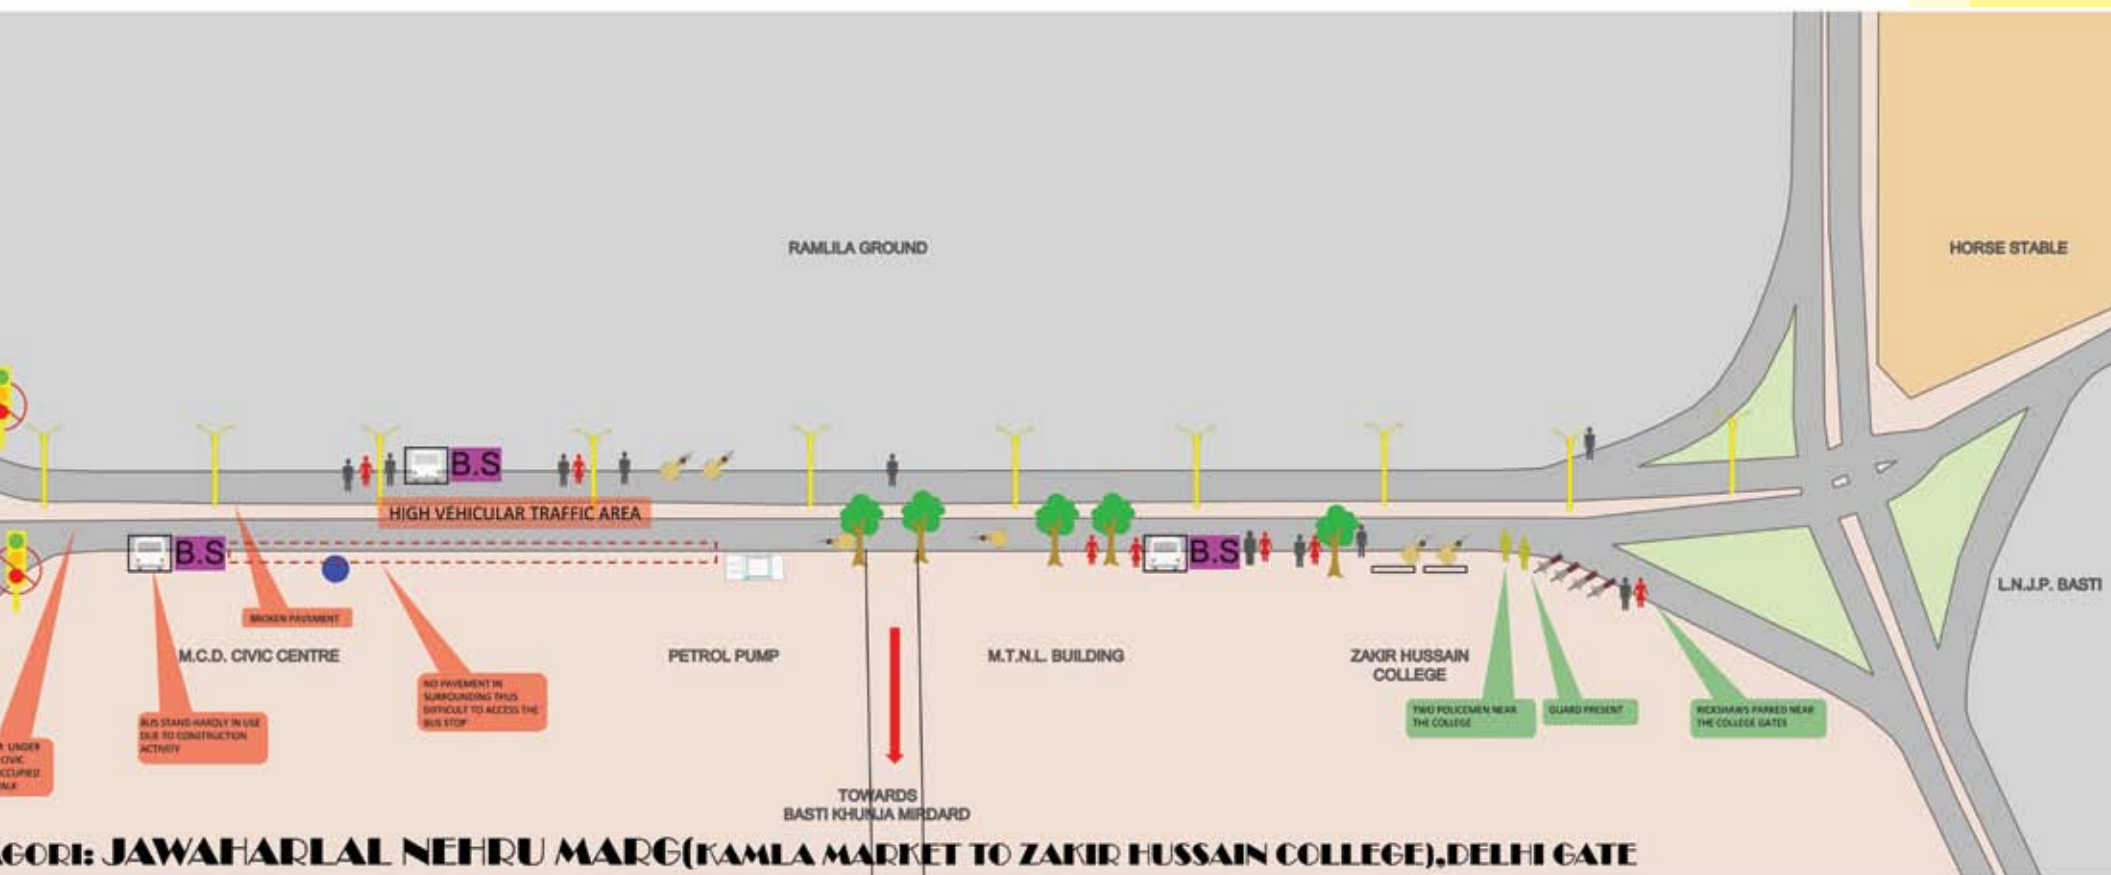 RAMLILA GROUND
HORSE STABLE
B.S
HIGH VEHICULAR TRAFFIC AREA
B.S
B.S
L.N.J.P. BASTI
BROKEN PAVEMENT
M.C.D. CIVIC CENTRE
PETROL PUMP
M.T.N.L. BUILDING
ZAKIR HUSSAIN
COLLEGE
NO PAVEMENT IN
SURROUNDING THUS
DIFFICULT TO ACCESS THE
BUS STOP
BUS STAND HARDLY IN USE
DUE TO CONSTRUCTION
ACTIVITY
UNDER
CIVIC
TWO POLICEMEN NEAR
THE COLLEGE
GUARD PRESENT
RICKSHAWS PARKED NEAR
THE COLLEGE GATES
TOWARDS
BASTI KHUNJA MIRDARD
GORI: JAWAHARLAL NEHRU MARG(KAMLA MARKET TO ZAKIR HUSSAIN COLLEGE),DELHI GATE